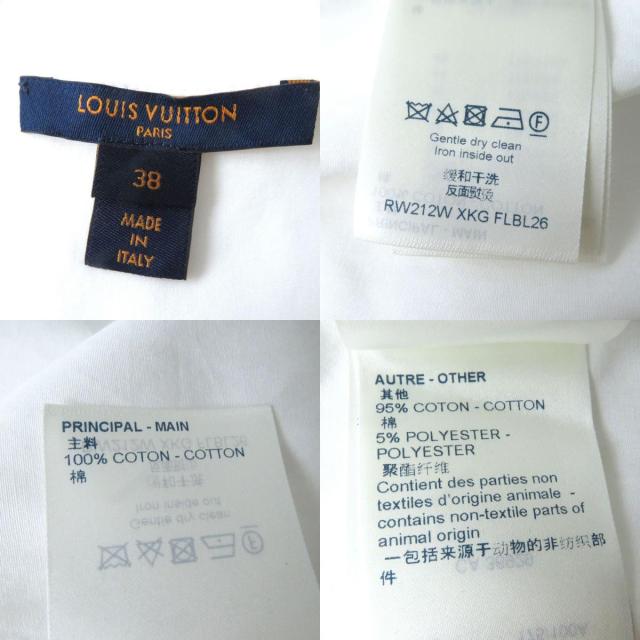 LOUIS VUITTON
PARIS
38
MADE
IN
ITALY
Gentle dry clean
Iron inside out
缓和干洗
反面熨烫
RW212W XKG FLBL26
PRINCIPAL - MAIN
主料
100% COTON - COTTON
棉
AUTRE - OTHER
其他
95% COTON - COTTON
棉
5% POLYESTER -
POLYESTER
聚酯纤维
Contient des parties non
textiles d'origine animale -
contains non-textile parts of
animal origin
一包括来源于动物的非纺织部
件